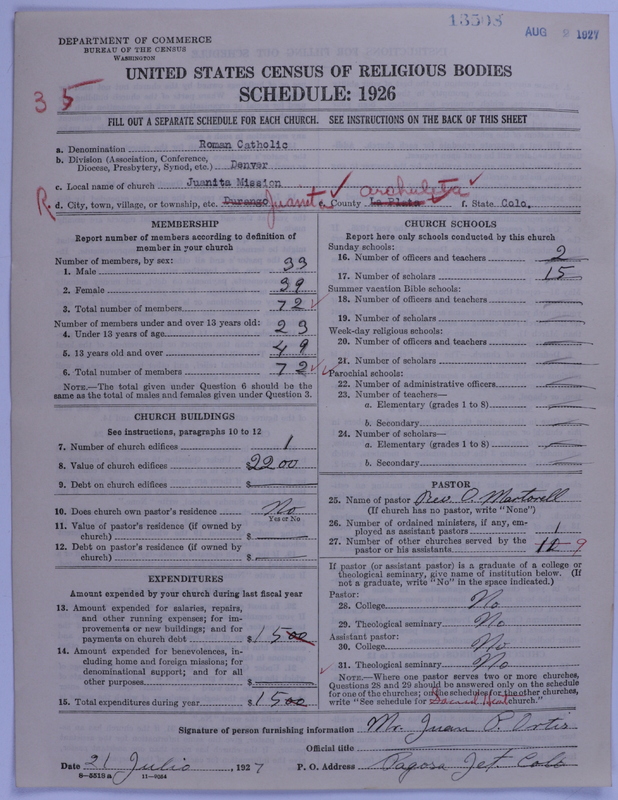 13598
AUG 2 1927
DEPARTMENT OF COMMERCE
BUREAU OF THE CENSUS
WASHINGTON
UNITED STATES CENSUS OF RELIGIOUS BODIES
SCHEDULE: 1926
35
FILL OUT A SEPARATE SCHEDULE FOR EACH CHURCH. SEE INSTRUCTIONS ON THE BACK OF THIS SHEET
a. Denomination Roman Catholic
b. Division (Association, Conference,
Diocese, Presbytery, Synod, etc.) Denver
c. Local name of church Juanita Mission
R. d. City, town, village, or township, etc. Durango Juanita e. County La Plata archuleta f. State Colo.
MEMBERSHIP
Report number of members according to definition of
member in your church
Number of members, by sex:
1. Male 33
2. Female 39
3. Total number of members 72
Number of members under and over 13 years old:
4. Under 13 years of age 23
5. 13 years old and over 49
6. Total number of members 72
NOTE.—The total given under Question 6 should be the
same as the total of males and females given under Question 3.
CHURCH BUILDINGS
See instructions, paragraphs 10 to 12
7. Number of church edifices 1
8. Value of church edifices $2200
9. Debt on church edifices $
10. Does church own pastor's residence No
Yes or No
11. Value of pastor's residence (if owned by
church) $
12. Debt on pastor's residence (if owned by
church) $
EXPENDITURES
Amount expended by your church during last fiscal year
13. Amount expended for salaries, repairs,
and other running expenses; for im-
provements or new buildings; and for
payments on church debt $1500
14. Amount expended for benevolences, in-
cluding home and foreign missions; for
denominational support; and for all
other purposes $
15. Total expenditures during year $1500
CHURCH SCHOOLS
Report here only schools conducted by this church
Sunday schools:
16. Number of officers and teachers 2
17. Number of scholars 15
Summer vacation Bible schools:
18. Number of officers and teachers
19. Number of scholars
Week-day religious schools:
20. Number of officers and teachers
21. Number of scholars
Parochial schools:
22. Number of administrative officers
23. Number of teachers—
a. Elementary (grades 1 to 8)
b. Secondary
24. Number of scholars—
a. Elementary (grades 1 to 8)
b. Secondary
PASTOR
25. Name of pastor Rev. O. Martorell
(If church has no pastor, write "None")
26. Number of ordained ministers, if any, em-
ployed as assistant pastors 1
27. Number of other churches served by the
pastor or his assistants 9
If pastor (or assistant pastor) is a graduate of a college or
theological seminary, give name of institution below. (If
not a graduate, write "No" in the space indicated.)
Pastor:
28. College No
29. Theological seminary No
Assistant pastor:
30. College No
31. Theological seminary No
NOTE.—Where one pastor serves two or more churches,
Questions 28 and 29 should be answered only on the schedule
for one of the churches; on the schedules for the other churches,
write "See schedule for Sacred Heart church."
Signature of person furnishing information Mr. Juan P. Ortis
Official title
Date 21 Julio, 1927 P. O. Address Pagosa Jct. Colo
8—5518 a 11—9034